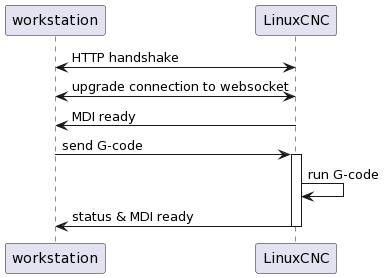 workstation
LinuxCNC
HTTP handshake
upgrade connection to websocket
MDI ready
send G-code
run G-code
status & MDI ready
workstation
LinuxCNC